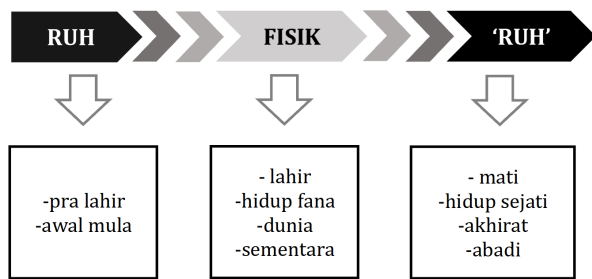 RUH
FISIK
‘RUH’
-pra lahir
-awal mula
- lahir
-hidup fana
-dunia
-sementara
- mati
-hidup sejati
-akhirat
-abadi